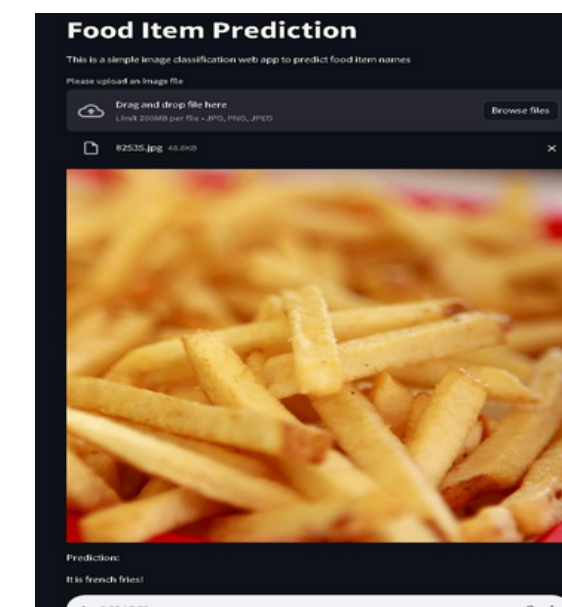 Food Item Prediction
This is a simple image classification web app to predict food item names
Please upload an image file
Drag and drop file here
Limit 200MB per file • JPG, PNG, JPEG
Browse files
82535.jpg 48.6KB
Prediction:
It is french fries!